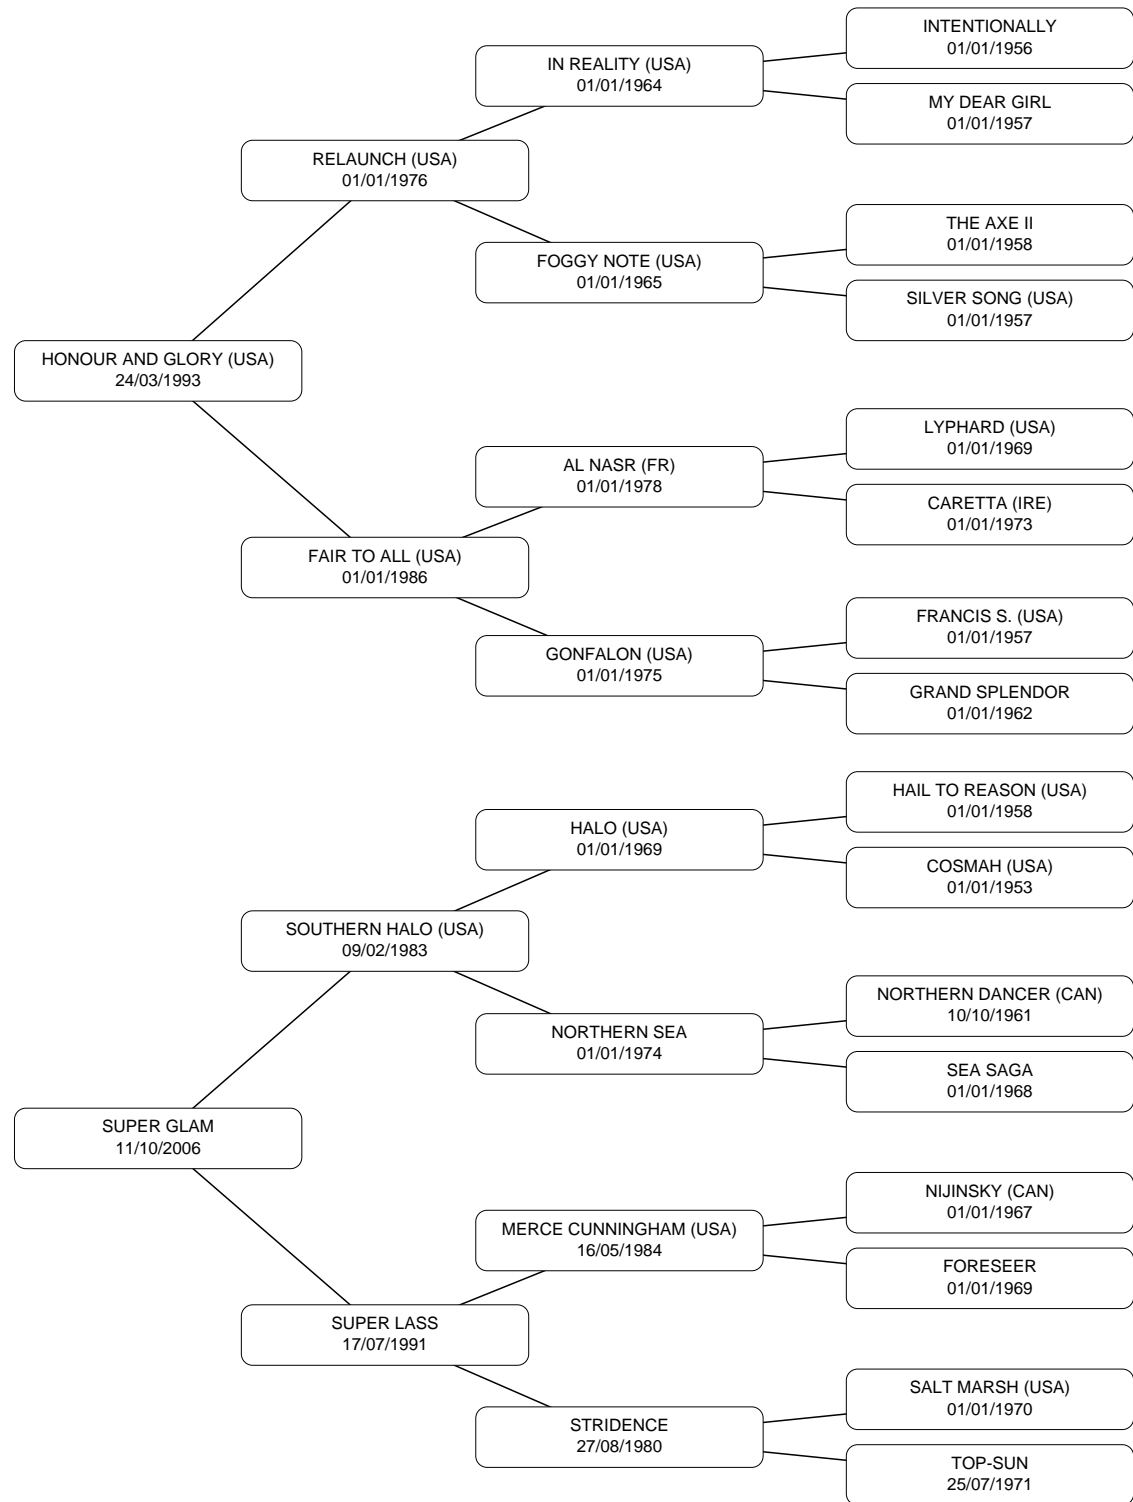 INTENTIONALLY
01/01/1956
IN REALITY (USA)
01/01/1964
MY DEAR GIRL
01/01/1957
RELAUNCH (USA)
01/01/1976
THE AXE II
01/01/1958
FOGGY NOTE (USA)
01/01/1965
SILVER SONG (USA)
01/01/1957
HONOUR AND GLORY (USA)
24/03/1993
LYPHARD (USA)
01/01/1969
AL NASR (FR)
01/01/1978
CARETTA (IRE)
01/01/1973
FAIR TO ALL (USA)
01/01/1986
FRANCIS S. (USA)
01/01/1957
GONFALON (USA)
01/01/1975
GRAND SPLENDOR
01/01/1962
HAIL TO REASON (USA)
01/01/1958
HALO (USA)
01/01/1969
COSMAH (USA)
01/01/1953
SOUTHERN HALO (USA)
09/02/1983
NORTHERN DANCER (CAN)
10/10/1961
NORTHERN SEA
01/01/1974
SEA SAGA
01/01/1968
SUPER GLAM
11/10/2006
NIJINSKY (CAN)
01/01/1967
MERCE CUNNINGHAM (USA)
16/05/1984
FORESEER
01/01/1969
SUPER LASS
17/07/1991
SALT MARSH (USA)
01/01/1970
STRIDENCE
27/08/1980
TOP-SUN
25/07/1971